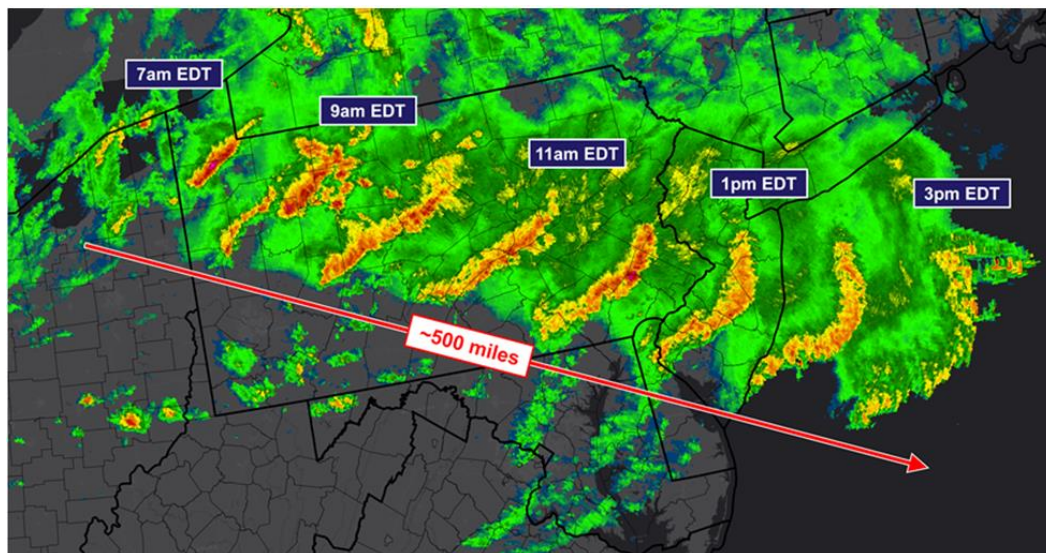 7am EDT
9am EDT
11am EDT
1pm EDT
3pm EDT
~500 miles